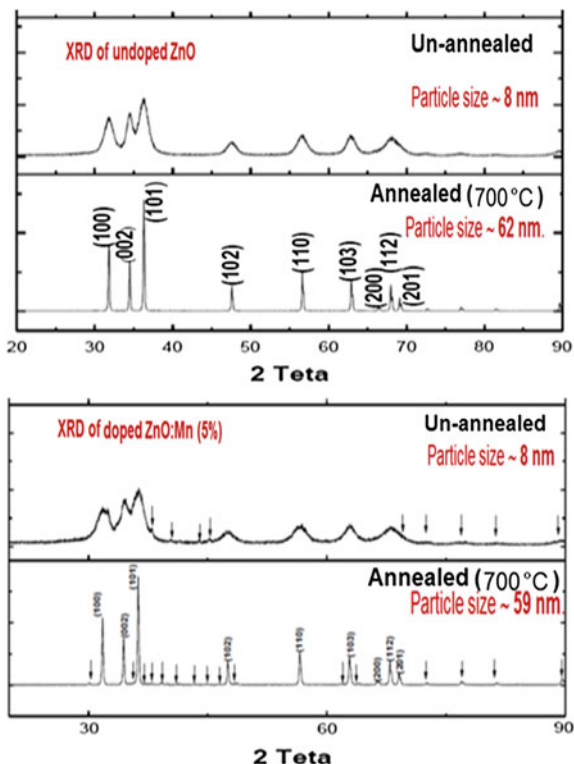 XRD of undoped ZnO
Un-annealed
Particle size ~ 8 nm
Annealed (700°C)
Particle size ~ 62 nm.
(100)
(002)
(101)
(102)
(110)
(103)
(200)
(112)
(201)
20 30 40 50 60 70 80 90
2 Teta
XRD of doped ZnO:Mn (5%)
Un-annealed
Particle size ~ 8 nm
Annealed (700°C)
Particle size ~ 59 nm.
(100)
(002)
(101)
(102)
(110)
(103)
(200)
(112)
(201)
30 60 90
2 Teta